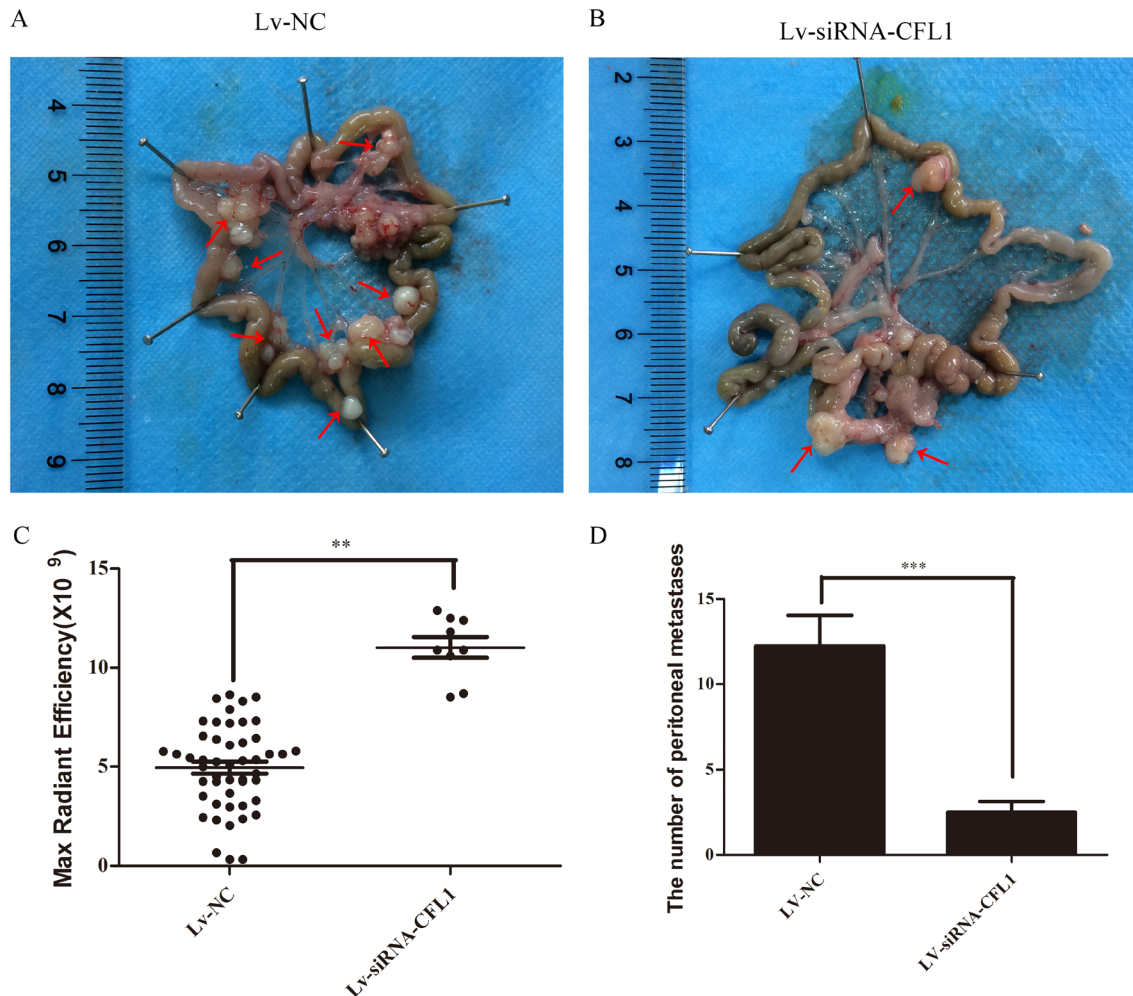 A
Lv-NC
B
Lv-siRNA-CFL1
4
5
6
7
8
9
2
3
4
5
6
7
8
C
Max Radiant Efficiency(X10 9)
15
10
5
0
**
Lv-NC
Lv-siRNA-CFL1
D
The number of peritoneal metastases
15
10
5
0
***
LV-NC
LV-siRNA-CFL1